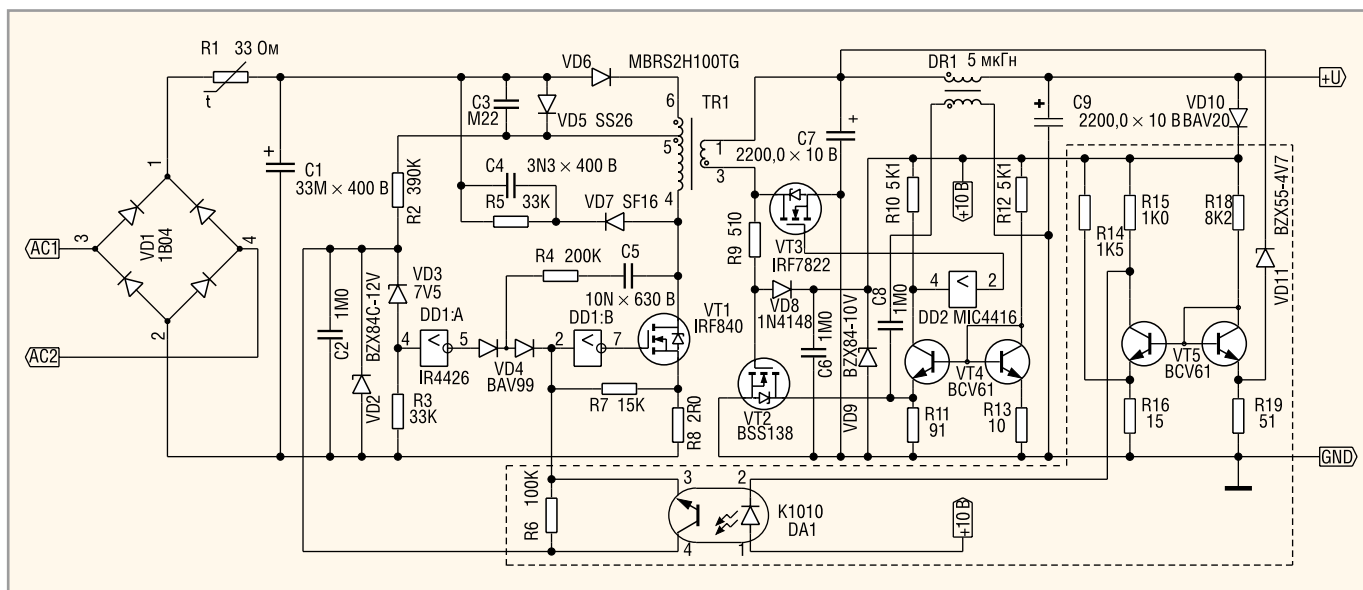 R1 33 Ом
t
VD6
MBRS2H100TG
DR1 5 мкГн
+U
C3
M22
6
TR1
VD5 SS26
5
1
3
4
+
C7
2200,0 × 10 В
+
C9
2200,0 × 10 В
VD10
BAV20
1
+
C1
33M × 400 В
R2 390K
C4
3N3 × 400 В
R5
33K
VD7 SF16
R9 510
VT3
IRF7822
R10 5K1
+10 В
R12 5K1
R14
1K5
R15
1K0
R18
8K2
BZX55-4V7
VD11
AC1
3
VD1
1B04
4
AC2
2
C2
1M0
BZX84C-12V
VD2
VD3
7V5
R4 200K
C5
10N × 630 В
VT1
IRF840
4
DD1:A
<
5
IR4426
VD4
BAV99
2
DD1:B
<
7
R3
33K
R7 15K
R8 2R0
VD8
1N4148
C6 1M0
BZX84-10V
VD9
C8
1M0
4
<
2
DD2 MIC4416
VT4
BCV61
VT5
BCV61
VT2
BSS138
R11
91
R13
10
R16
15
R19
51
GND
R6 100K
3
2
4
1
K1010
DA1
+10 В